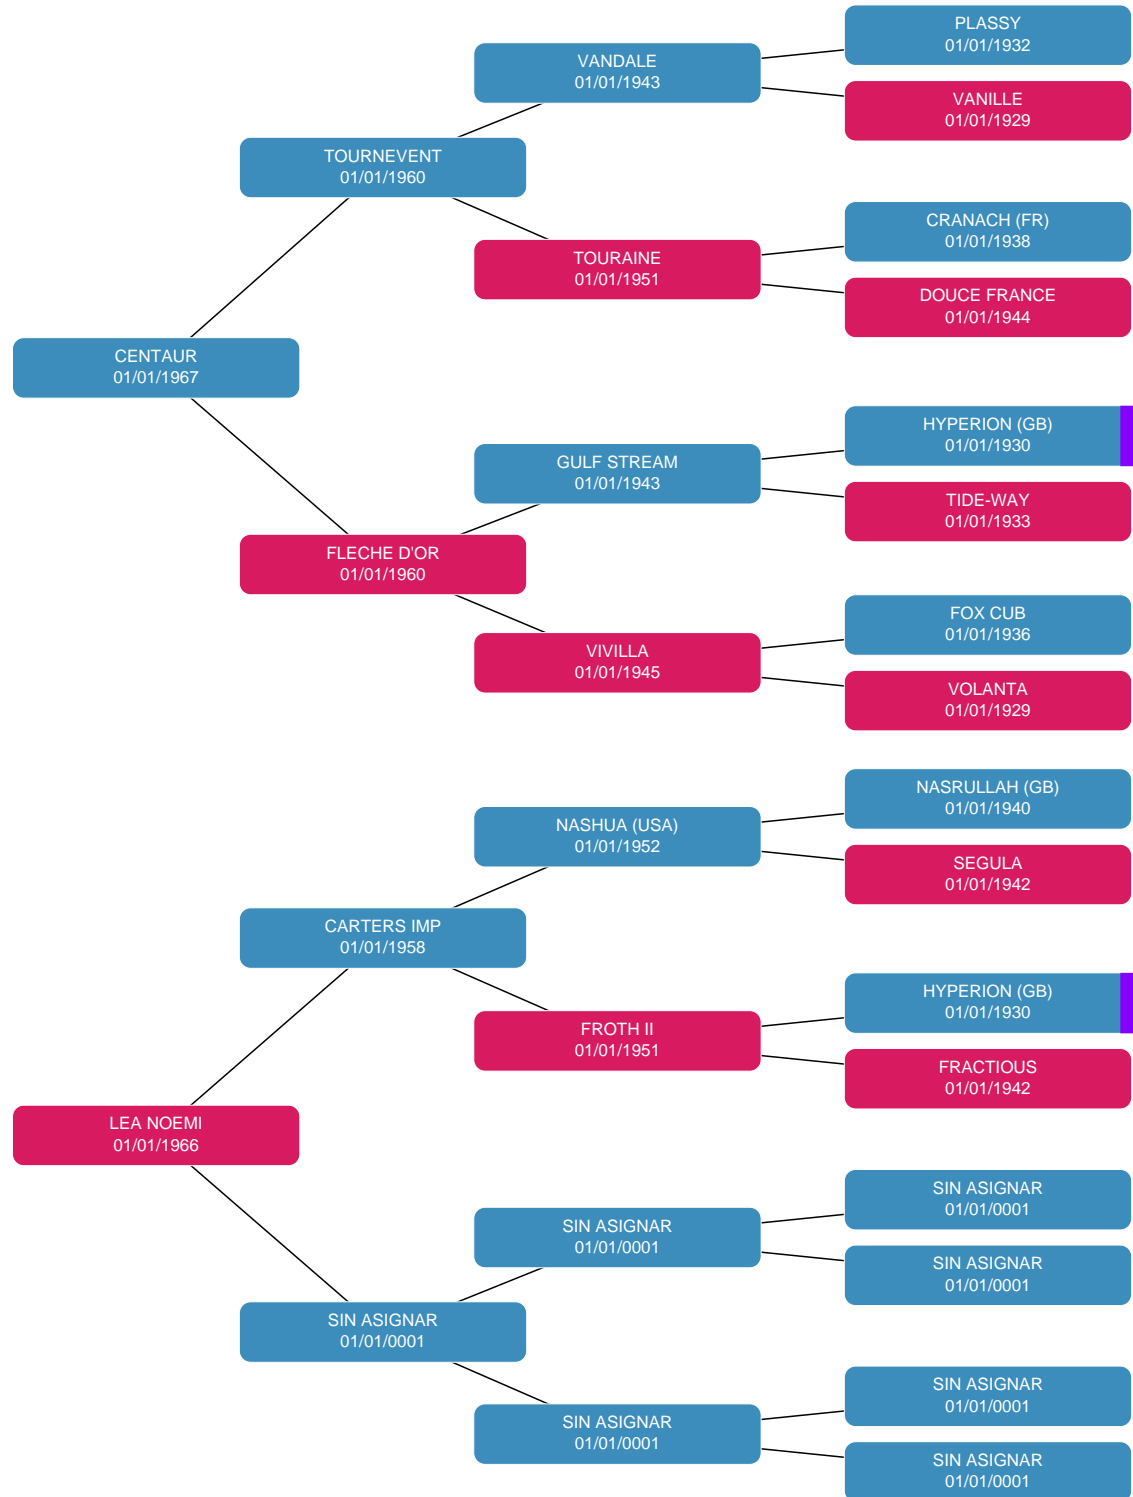 PLASSY
01/01/1932
VANDALE
01/01/1943
VANILLE
01/01/1929
TOURNEVENT
01/01/1960
CRANACH (FR)
01/01/1938
TOURAINE
01/01/1951
DOUCE FRANCE
01/01/1944
CENTAUR
01/01/1967
HYPERION (GB)
01/01/1930
GULF STREAM
01/01/1943
TIDE-WAY
01/01/1933
FLECHE D'OR
01/01/1960
FOX CUB
01/01/1936
VIVILLA
01/01/1945
VOLANTA
01/01/1929
NASRULLAH (GB)
01/01/1940
NASHUA (USA)
01/01/1952
SEGULA
01/01/1942
CARTERS IMP
01/01/1958
HYPERION (GB)
01/01/1930
FROTH II
01/01/1951
FRACTIOUS
01/01/1942
LEA NOEMI
01/01/1966
SIN ASIGNAR
01/01/0001
SIN ASIGNAR
01/01/0001
SIN ASIGNAR
01/01/0001
SIN ASIGNAR
01/01/0001
SIN ASIGNAR
01/01/0001
SIN ASIGNAR
01/01/0001
SIN ASIGNAR
01/01/0001